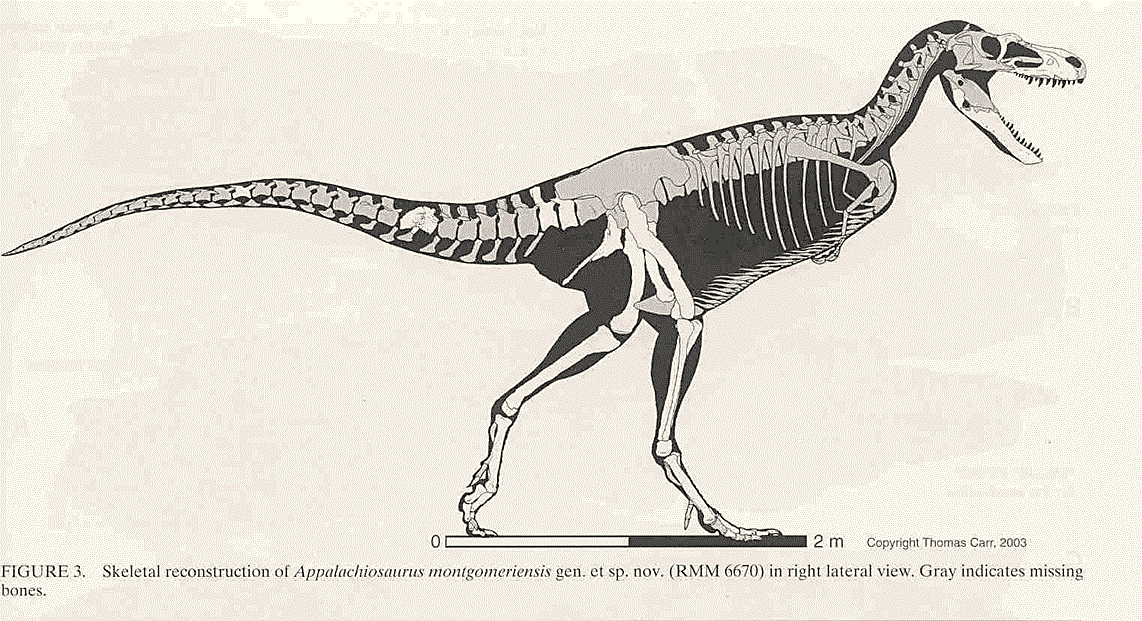 0 2 m Copyright Thomas Carr, 2003
FIGURE 3. Skeletal reconstruction of Appalachiosaurus montgomeriensis gen. et sp. nov. (RMM 6670) in right lateral view. Gray indicates missing
bones.